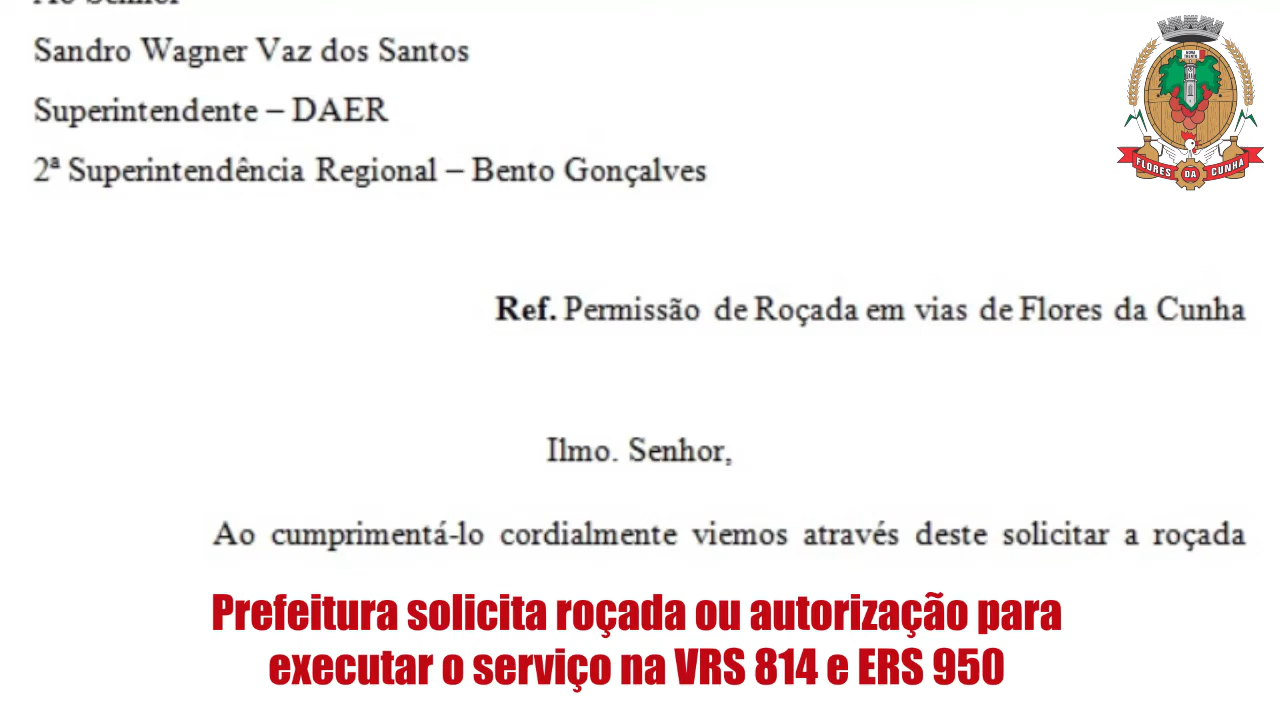 Ao Senhor
Sandro Wagner Vaz dos Santos
Superintendente – DAER
2ª Superintendência Regional – Bento Gonçalves
Ref. Permissão de Roçada em vias de Flores da Cunha
Ilmo. Senhor,
Ao cumprimentá-lo cordialmente viemos através deste solicitar a roçada
Prefeitura solicita roçada ou autorização para
executar o serviço na VRS 814 e ERS 950
FLORES DA CUNHA